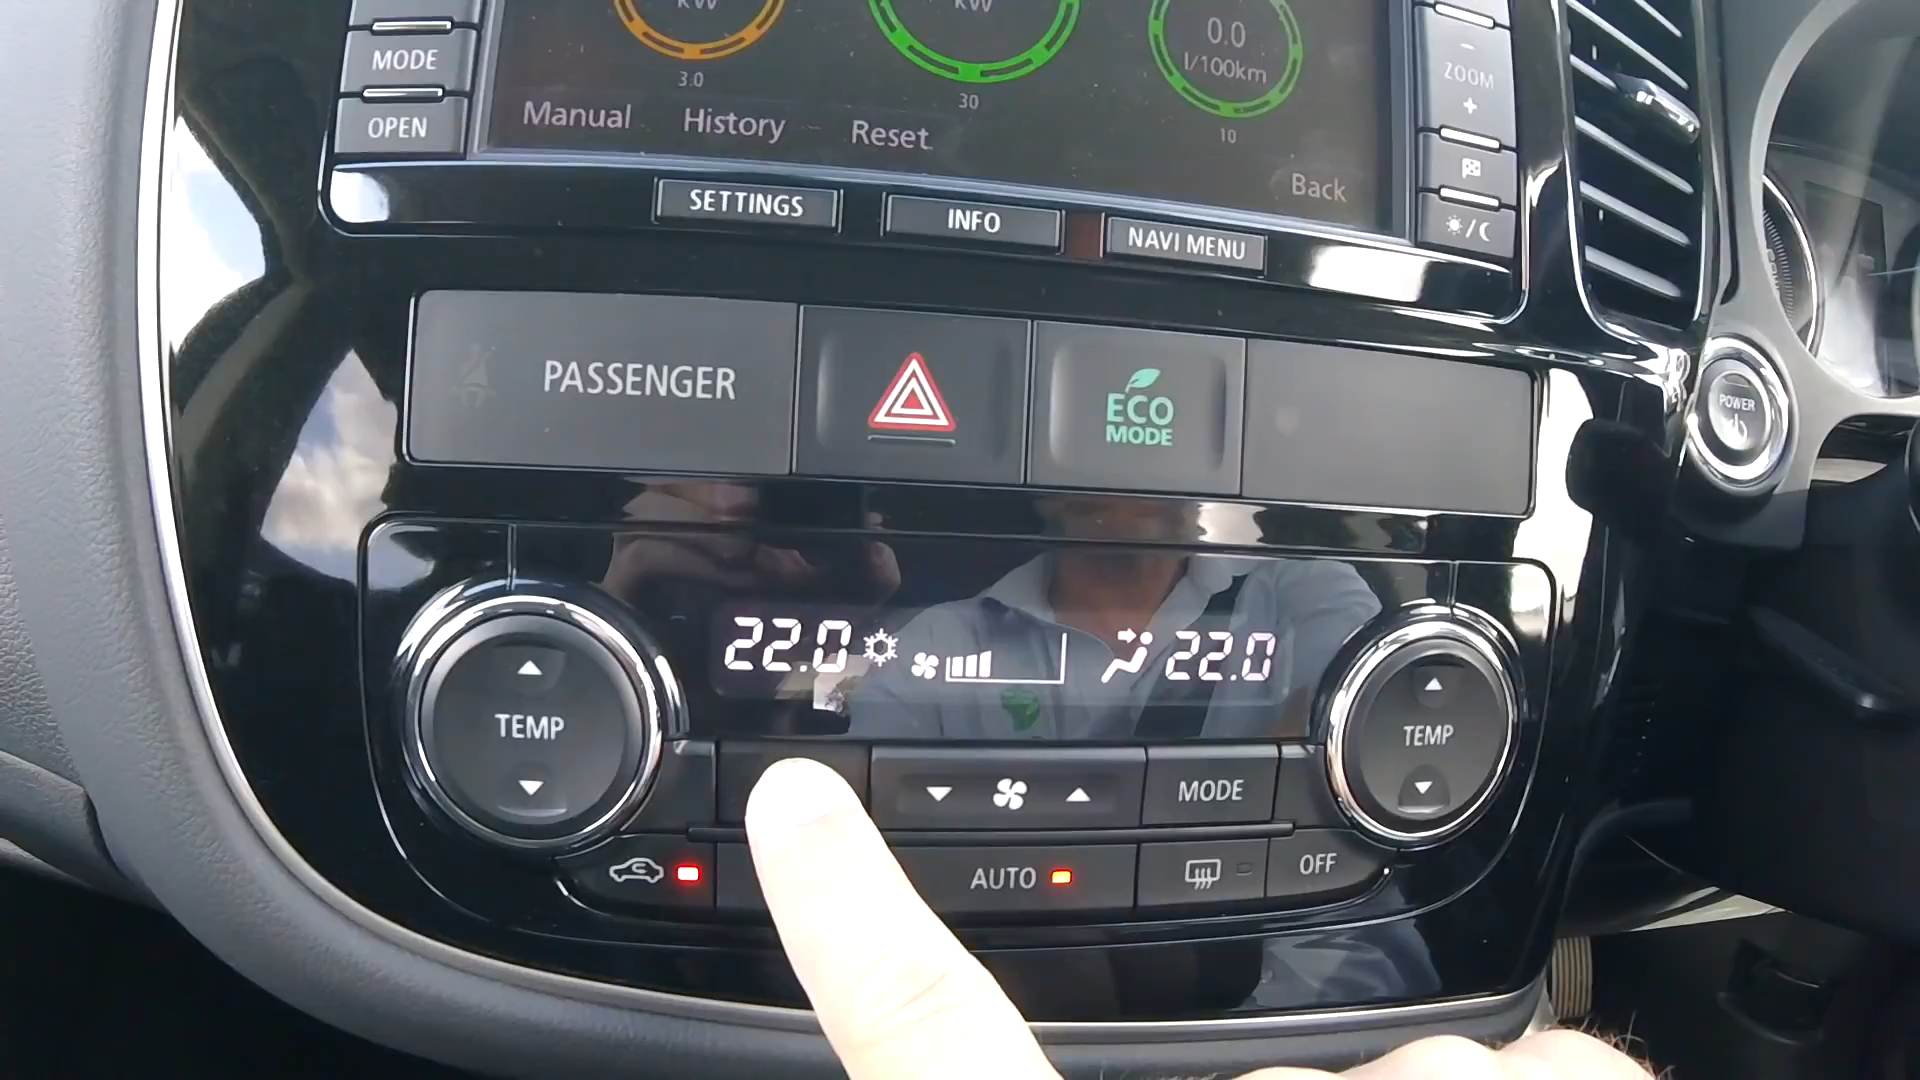 kW
kW
0.0
l/100km
3.0
30
10
MODE
OPEN
Manual
History
Reset
Back
ZOOM
SETTINGS
INFO
NAVI MENU
PASSENGER
ECO
MODE
POWER
22.0
22.0
TEMP
TEMP
MODE
AUTO
OFF